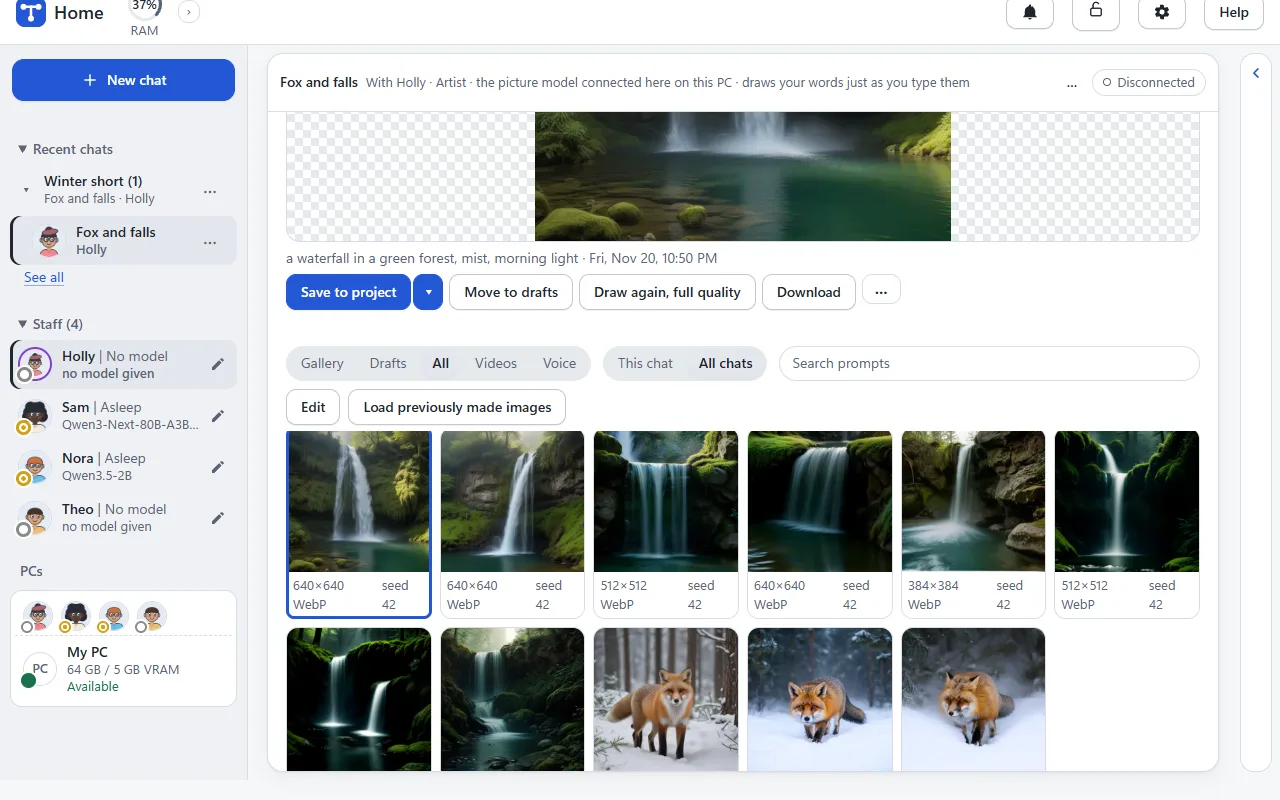 Home
37%
RAM
Help
New chat
Recent chats
Winter short (1)
Fox and falls · Holly
Fox and falls
Holly
See all
Staff (4)
Holly | No model
no model given
Sam | Asleep
Qwen3-Next-80B-A3B...
Nora | Asleep
Qwen3.5-2B
Theo | No model
no model given
PCs
PC
My PC
64 GB / 5 GB VRAM
Available
Fox and falls With Holly · Artist · the picture model connected here on this PC · draws your words just as you type them
... Disconnected
a waterfall in a green forest, mist, morning light · Fri, Nov 20, 10:50 PM
Save to project Move to drafts Draw again, full quality Download ...
Gallery Drafts All Videos Voice This chat All chats Search prompts
Edit Load previously made images
640×640 WebP seed 42
640×640 WebP seed 42
512×512 WebP seed 42
640×640 WebP seed 42
384×384 WebP seed 42
512×512 WebP seed 42